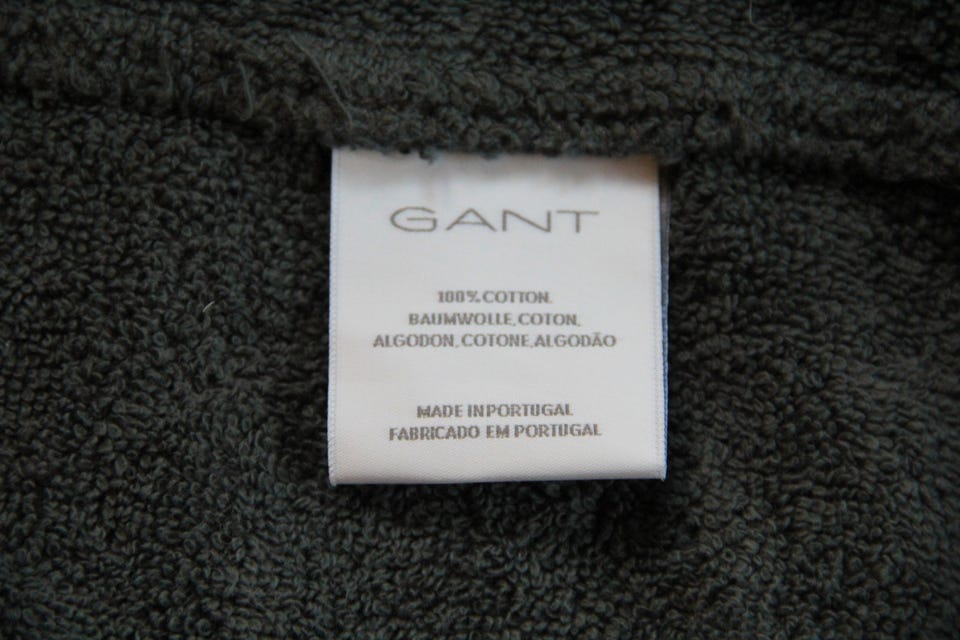 GANT
100% COTTON.
BAUMWOLLE, COTON,
ALGODON, COTONE, ALGODÃO
MADE IN PORTUGAL
FABRICADO EM PORTUGAL